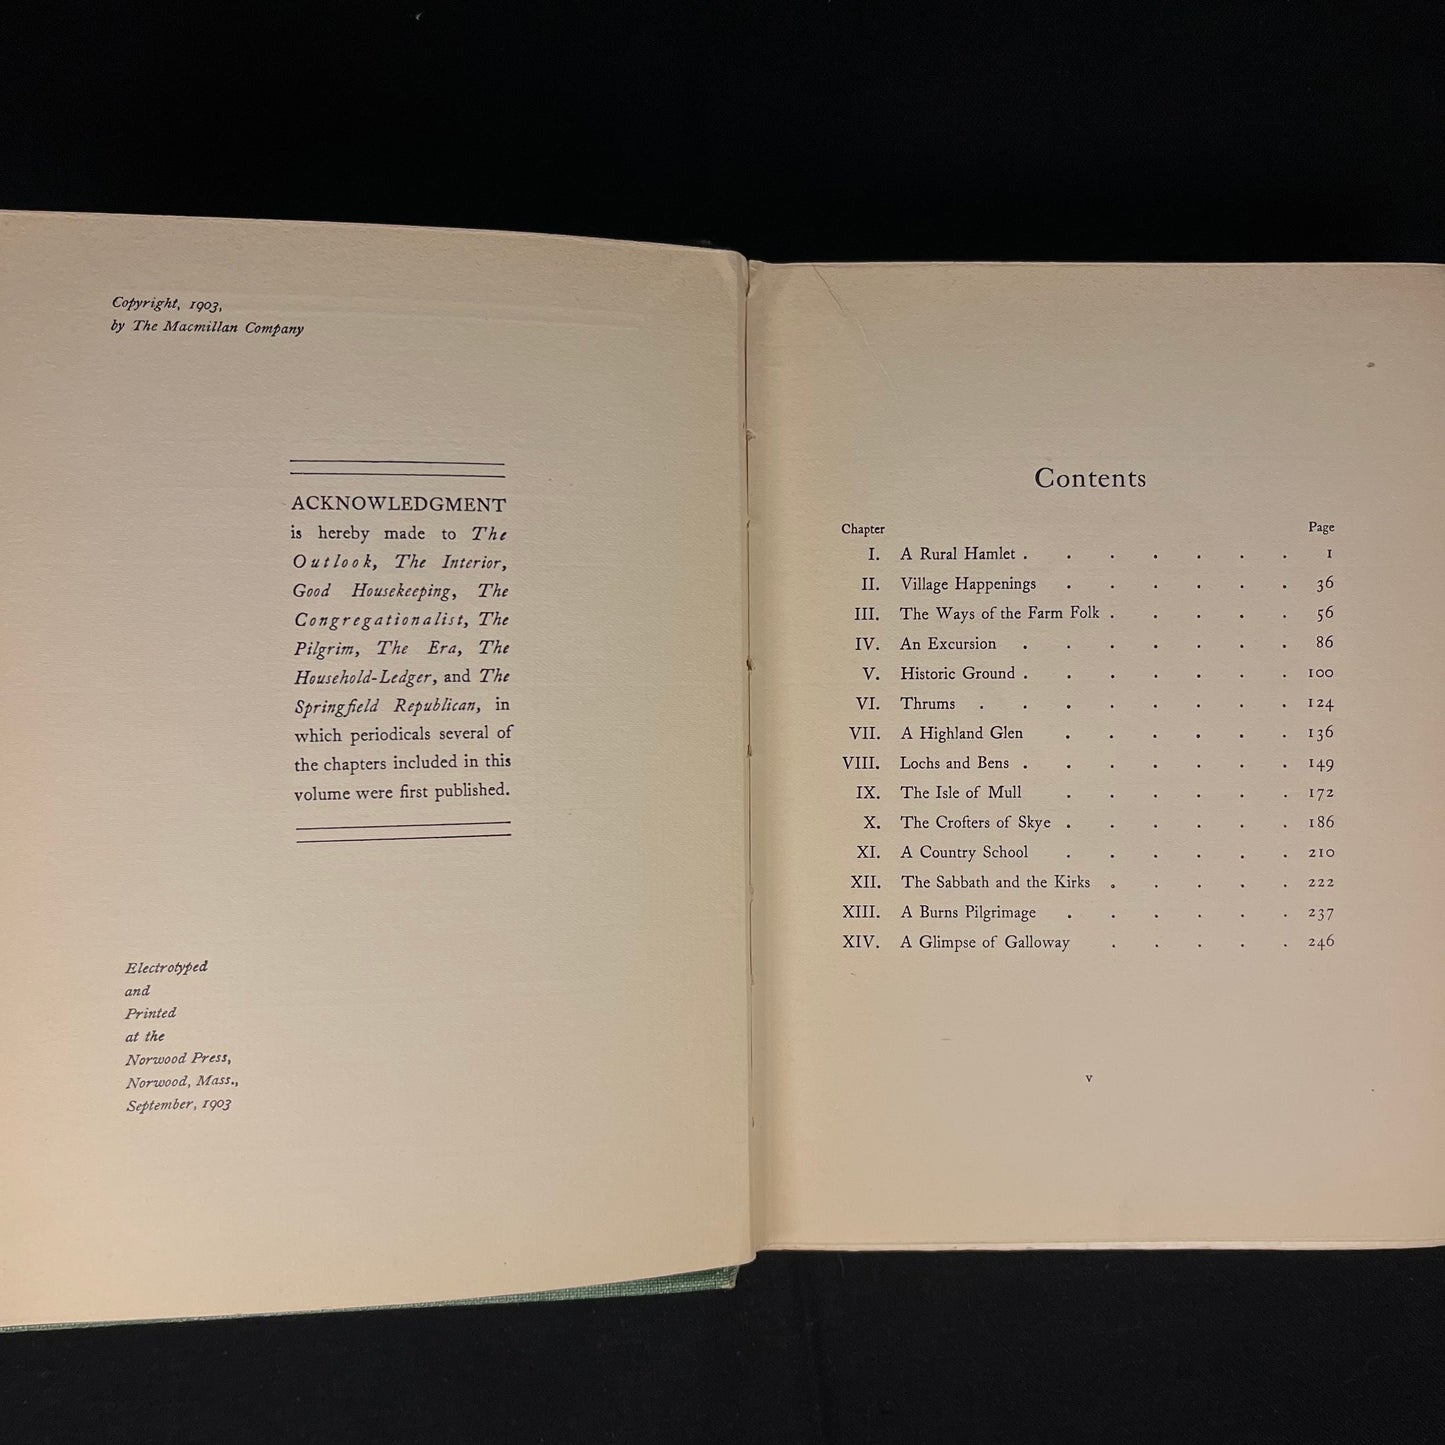 Copyright, 1903,
by The Macmillan Company
ACKNOWLEDGMENT
is hereby made to The
Outlook, The Interior,
Good Housekeeping, The
Congregationalist, The
Pilgrim, The Era, The
Household-Ledger, and The
Springfield Republican, in
which periodicals several of
the chapters included in this
volume were first published.
Electrotyped
and
Printed
at the
Norwood Press,
Norwood, Mass.,
September, 1903
Contents
Chapter Page
I. A Rural Hamlet . . . . . . . 1
II. Village Happenings . . . . . . 36
III. The Ways of the Farm Folk . . . . . 56
IV. An Excursion . . . . . . . 86
V. Historic Ground . . . . . . . 100
VI. Thrums . . . . . . . . 124
VII. A Highland Glen . . . . . . 136
VIII. Lochs and Bens . . . . . . . 149
IX. The Isle of Mull . . . . . . 172
X. The Crofters of Skye . . . . . . 186
XI. A Country School . . . . . . 210
XII. The Sabbath and the Kirks . . . . . 222
XIII. A Burns Pilgrimage . . . . . . 237
XIV. A Glimpse of Galloway . . . . . 246
v